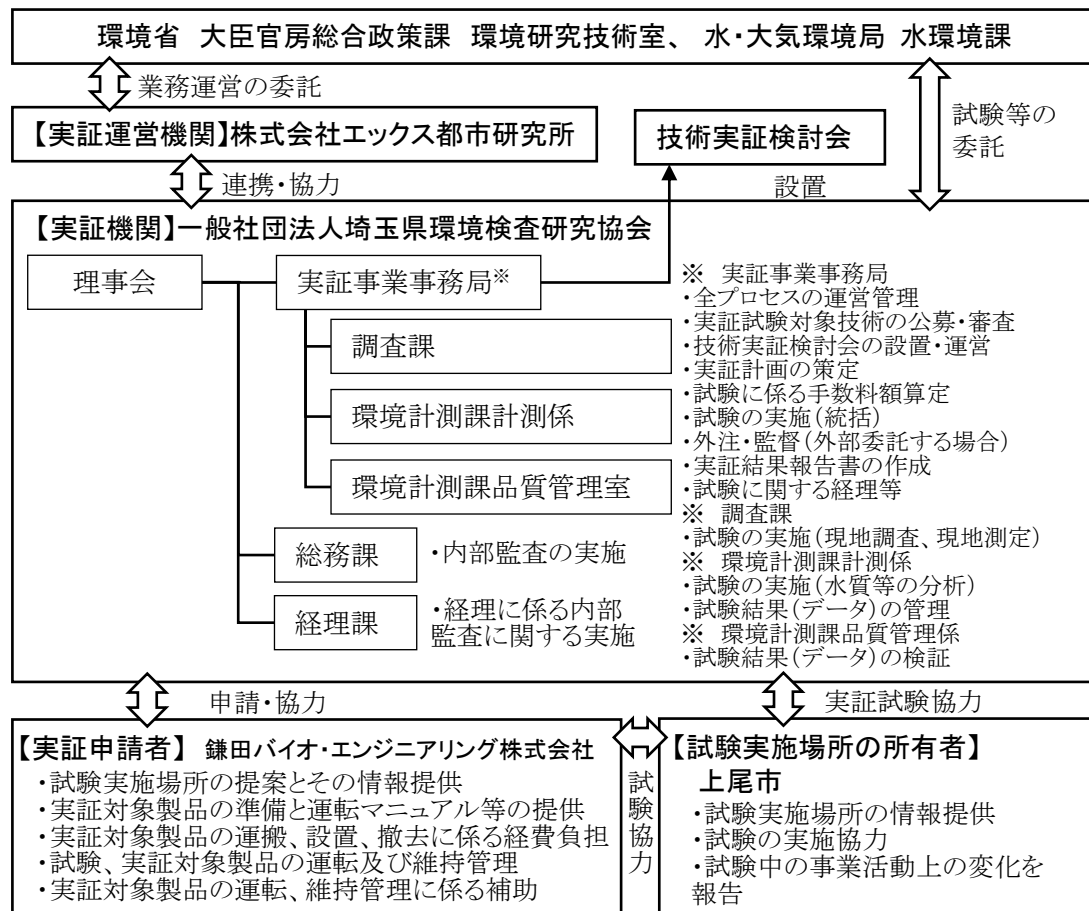 環境省 大臣官房総合政策課 環境研究技術室、 水・大気環境局 水環境課
業務運営の委託
【実証運営機関】株式会社エックス都市研究所
技術実証検討会
試験等の
委託
連携・協力
設置
【実証機関】一般社団法人埼玉県環境検査研究協会
理事会
実証事業事務局※
調査課
環境計測課計測係
環境計測課品質管理室
総務課
・内部監査の実施
経理課
・経理に係る内部
監査に関する実施
※ 実証事業事務局
・全プロセスの運営管理
・実証試験対象技術の公募・審査
・技術実証検討会の設置・運営
・実証計画の策定
・試験に係る手数料額算定
・試験の実施(統括)
・外注・監督(外部委託する場合)
・実証結果報告書の作成
・試験に関する経理等
※ 調査課
・試験の実施(現地調査、現地測定)
※ 環境計測課計測係
・試験の実施(水質等の分析)
・試験結果(データ)の管理
※ 環境計測課品質管理係
・試験結果(データ)の検証
申請・協力
実証試験協力
【実証申請者】 鎌田バイオ・エンジニアリング株式会社
・試験実施場所の提案とその情報提供
・実証対象製品の準備と運転マニュアル等の提供
・実証対象製品の運搬、設置、撤去に係る経費負担
・試験、実証対象製品の運転及び維持管理
・実証対象製品の運転、維持管理に係る補助
試験協力
【試験実施場所の所有者】
上尾市
・試験実施場所の情報提供
・試験の実施協力
・試験中の事業活動上の変化を
報告